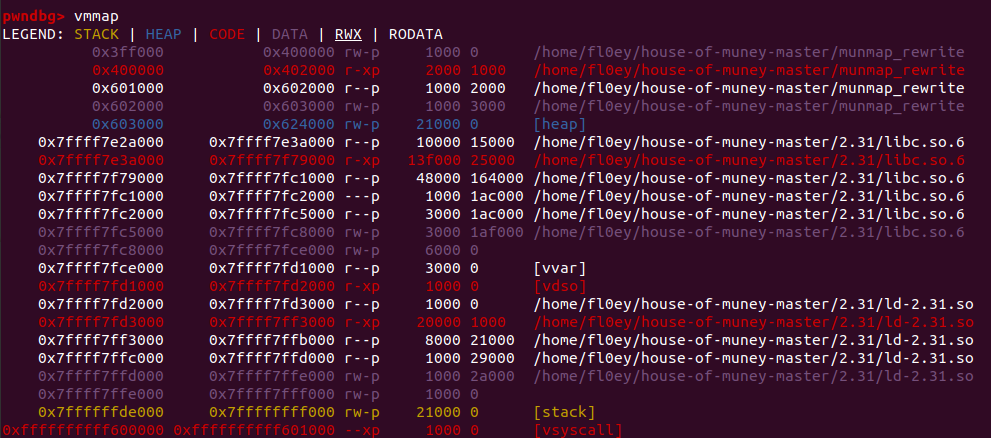 pwndbg> vmmap
LEGEND: STACK | HEAP | CODE | DATA | RWX | RODATA
0x3ff000 0x400000 rw-p 1000 0 /home/fl0ey/house-of-muney-master/munmap_rewrite
0x400000 0x402000 r-xp 2000 1000 /home/fl0ey/house-of-muney-master/munmap_rewrite
0x601000 0x602000 r--p 1000 2000 /home/fl0ey/house-of-muney-master/munmap_rewrite
0x602000 0x603000 rw-p 1000 3000 /home/fl0ey/house-of-muney-master/munmap_rewrite
0x603000 0x624000 rw-p 21000 0 [heap]
0x7ffff7e2a000 0x7ffff7e3a000 r--p 10000 15000 /home/fl0ey/house-of-muney-master/2.31/libc.so.6
0x7ffff7e3a000 0x7ffff7f79000 r-xp 13f000 25000 /home/fl0ey/house-of-muney-master/2.31/libc.so.6
0x7ffff7f79000 0x7ffff7fc1000 r--p 48000 164000 /home/fl0ey/house-of-muney-master/2.31/libc.so.6
0x7ffff7fc1000 0x7ffff7fc2000 ---p 1000 1ac000 /home/fl0ey/house-of-muney-master/2.31/libc.so.6
0x7ffff7fc2000 0x7ffff7fc5000 r--p 3000 1ac000 /home/fl0ey/house-of-muney-master/2.31/libc.so.6
0x7ffff7fc5000 0x7ffff7fc8000 rw-p 3000 1af000 /home/fl0ey/house-of-muney-master/2.31/libc.so.6
0x7ffff7fc8000 0x7ffff7fce000 rw-p 6000 0
0x7ffff7fce000 0x7ffff7fd1000 r--p 3000 0 [vvar]
0x7ffff7fd1000 0x7ffff7fd2000 r-xp 1000 0 [vdso]
0x7ffff7fd2000 0x7ffff7fd3000 r--p 1000 0 /home/fl0ey/house-of-muney-master/2.31/ld-2.31.so
0x7ffff7fd3000 0x7ffff7ff3000 r-xp 20000 1000 /home/fl0ey/house-of-muney-master/2.31/ld-2.31.so
0x7ffff7ff3000 0x7ffff7ffb000 r--p 8000 21000 /home/fl0ey/house-of-muney-master/2.31/ld-2.31.so
0x7ffff7ffc000 0x7ffff7ffd000 r--p 1000 29000 /home/fl0ey/house-of-muney-master/2.31/ld-2.31.so
0x7ffff7ffd000 0x7ffff7ffe000 rw-p 1000 2a000 /home/fl0ey/house-of-muney-master/2.31/ld-2.31.so
0x7ffff7ffe000 0x7ffff7fff000 rw-p 1000 0
0x7ffffffde000 0x7ffffffff000 rw-p 21000 0 [stack]
0xffffffffff600000 0xffffffffff601000 --xp 1000 0 [vsyscall]